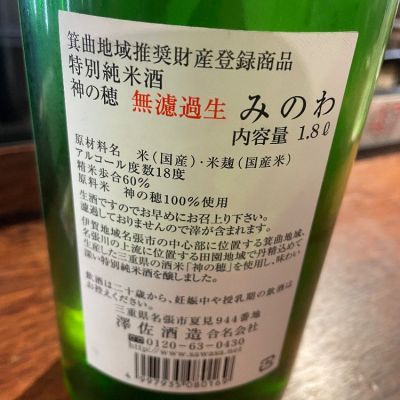 箕曲地域推奨財産登録商品
特別純米酒
神の穂 無濾過生 みのわ
内容量 1.8ℓ
原材料名 米(国産)・米麹(国産米)
アルコール度数18度
精米歩合60%
原料米 神の穂100%使用
生酒ですのでお早めにお召上り下さい。
濾過しておりませんので滓が含まれます。
伊賀地域名張市の中心部に位置する箕曲地域、
名張川の上流に位置する田園地域で丹精込めて
生産した三重県の酒米「神の穂」を使用し、味わい
深い特別純米酒を醸しました。
飲酒は二十歳から、妊娠中や授乳期の飲酒は
お控えください。
三重県名張市夏見944番地
澤佐酒造合名会社
0120-63-0430
http://www.sawasa.net
4997935080169